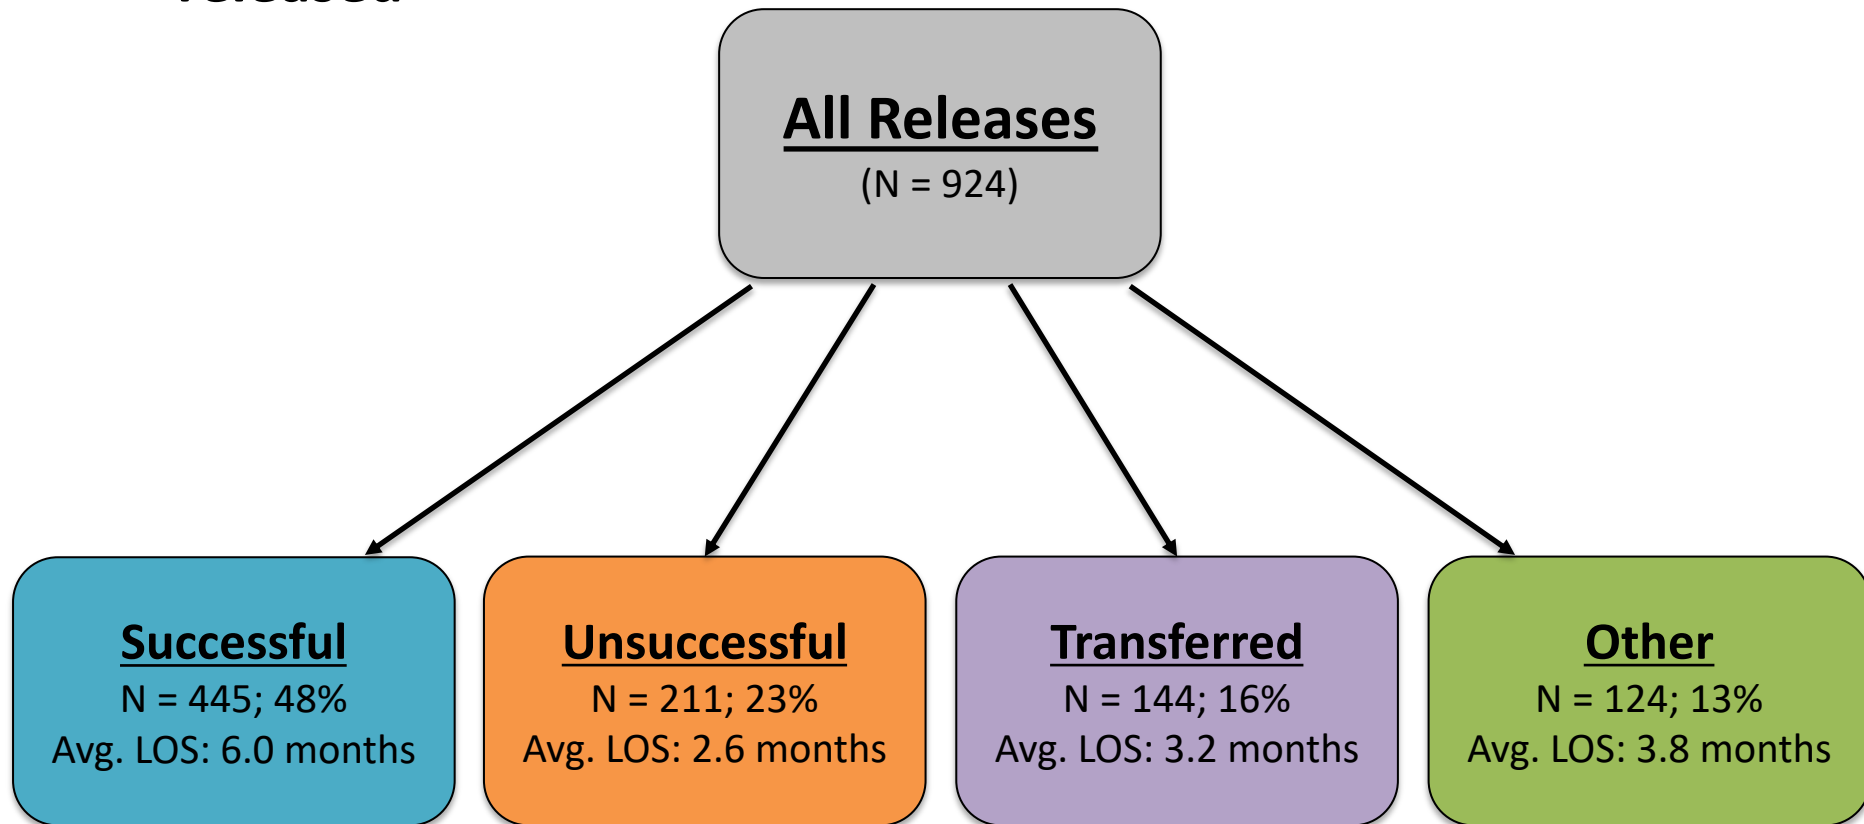 released
All Releases
(N = 924)
Successful
N = 445; 48%
Avg. LOS: 6.0 months
Unsuccessful
N = 211; 23%
Avg. LOS: 2.6 months
Transferred
N = 144; 16%
Avg. LOS: 3.2 months
Other
N = 124; 13%
Avg. LOS: 3.8 months